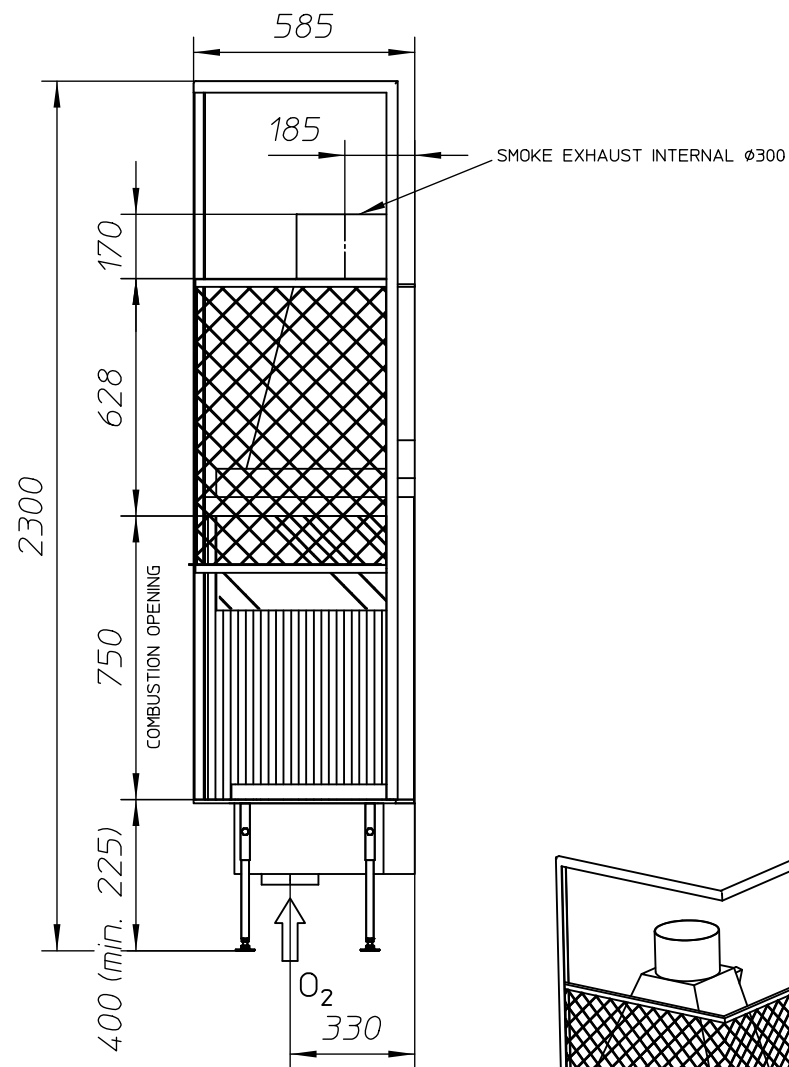 585
185
SMOKE EXHAUST INTERNAL ø300
170
628
2300
750
COMBUSTION OPENING
400 (min. 225)
O₂
330